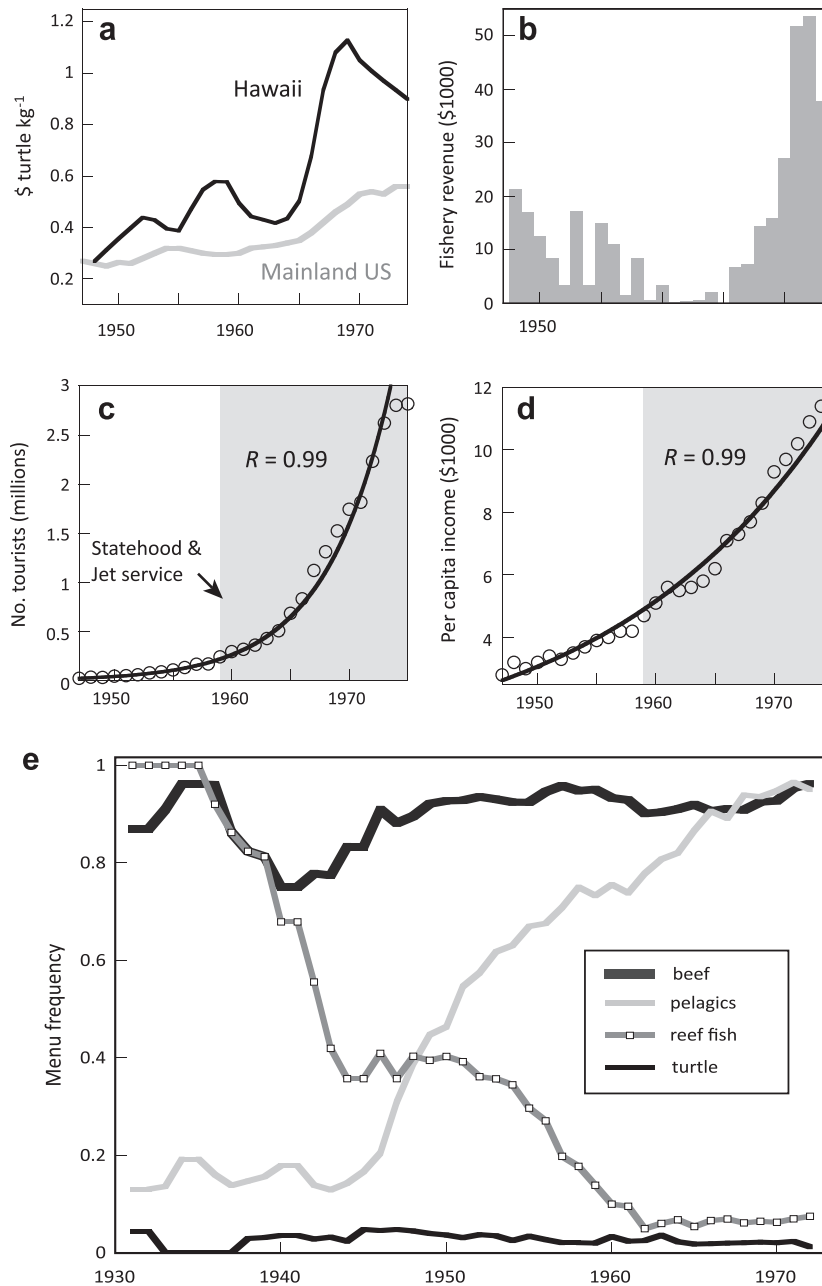 a
1.2
1
0.8
0.6
0.4
0.2
$ turtle kg-1
Hawaii
Mainland US
1950
1960
1970
b
50
40
30
20
10
0
Fishery revenue ($1000)
1950
c
3
2.5
2
1.5
1
0.5
0
No. tourists (millions)
R = 0.99
Statehood &
Jet service
1950
1960
1970
d
12
10
8
6
4
Per capita income ($1000)
R = 0.99
1950
1960
1970
e
1
0.8
0.6
0.4
0.2
0
Menu frequency
beef
pelagics
reef fish
turtle
1930
1940
1950
1960
1970